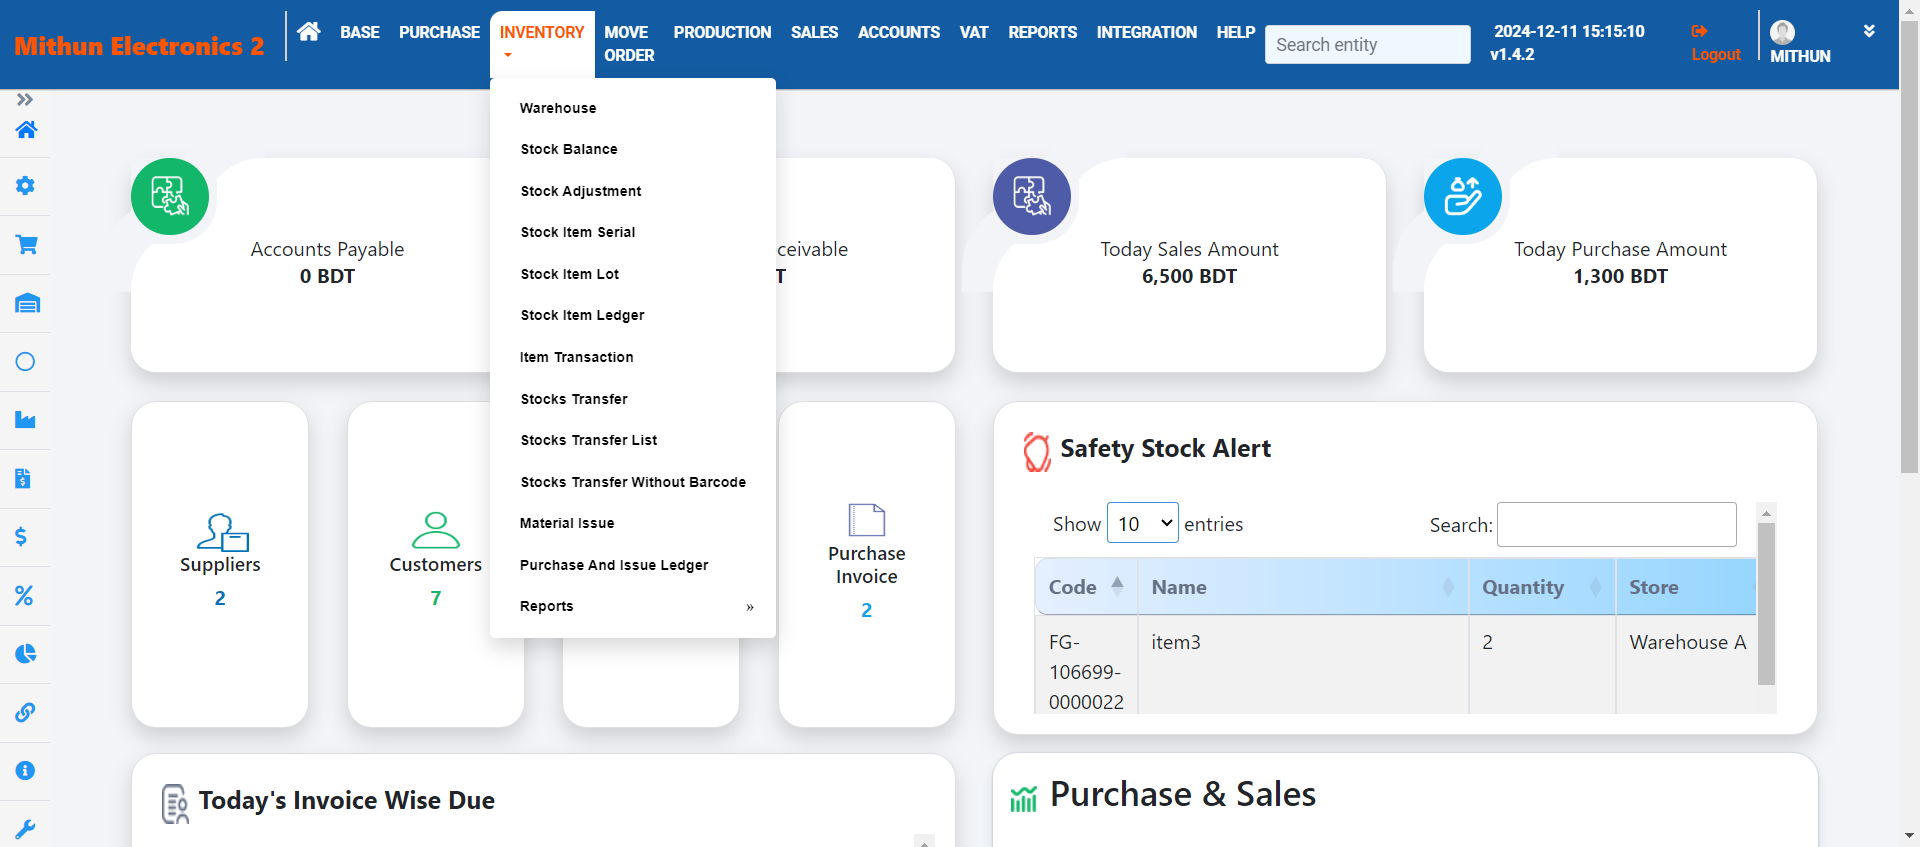 Mithun Electronics 2
BASE
PURCHASE
INVENTORY
MOVE
ORDER
PRODUCTION
SALES
ACCOUNTS
VAT
REPORTS
INTEGRATION
HELP
Search entity
2024-12-11 15:15:10
v1.4.2
Logout
MITHUN
Warehouse
Stock Balance
Stock Adjustment
Stock Item Serial
Stock Item Lot
Stock Item Ledger
Item Transaction
Stocks Transfer
Stocks Transfer List
Stocks Transfer Without Barcode
Material Issue
Purchase And Issue Ledger
Reports »
Accounts Payable
0 BDT
ceivable
T
Today Sales Amount
6,500 BDT
Today Purchase Amount
1,300 BDT
Suppliers
2
Customers
7
Purchase
Invoice
2
Safety Stock Alert
Show 10 entries
Search:
Code Name Quantity Store
FG- item3 2 Warehouse A
106699-
0000022
Today's Invoice Wise Due
Purchase & Sales